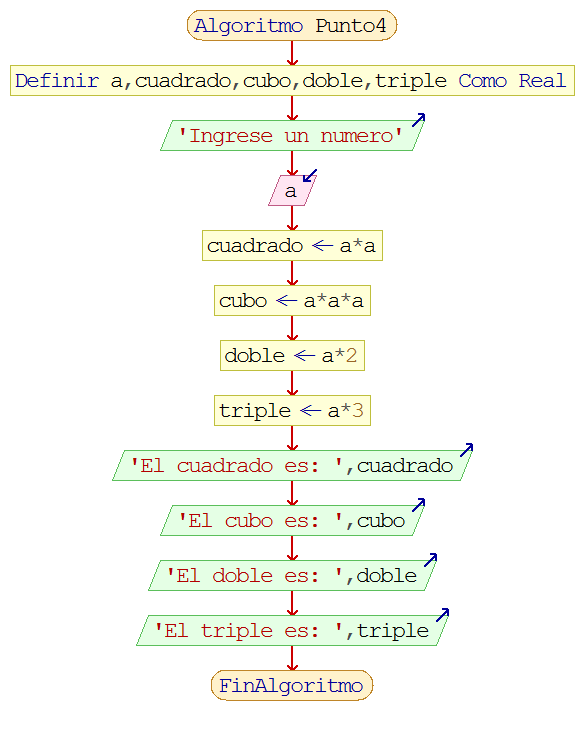 Algoritmo Punto4
Definir a,cuadrado,cubo,doble,triple Como Real
'Ingrese un numero'
a
cuadrado ← a*a
cubo ← a*a*a
doble ← a*2
triple ← a*3
'El cuadrado es: ',cuadrado
'El cubo es: ',cubo
'El doble es: ',doble
'El triple es: ',triple
FinAlgoritmo